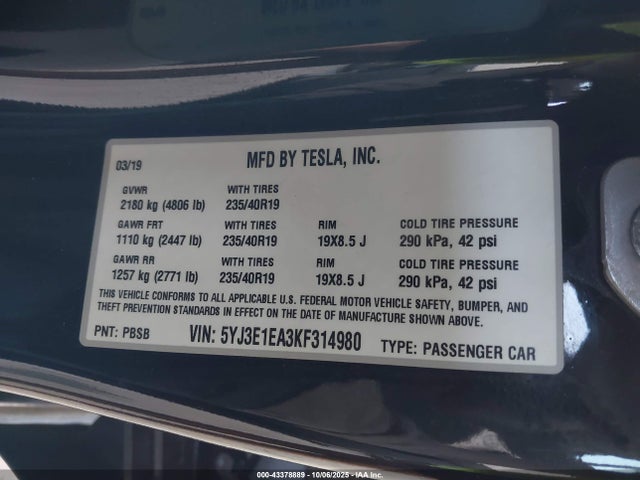 03/19 MFD BY TESLA, INC.
GVWR WITH TIRES
2180 kg (4806 lb) 235/40R19
GAWR FRT WITH TIRES RIM COLD TIRE PRESSURE
1110 kg (2447 lb) 235/40R19 19X8.5 J 290 kPa, 42 psi
GAWR RR WITH TIRES RIM COLD TIRE PRESSURE
1257 kg (2771 lb) 235/40R19 19X8.5 J 290 kPa, 42 psi
THIS VEHICLE CONFORMS TO ALL APPLICABLE U.S. FEDERAL MOTOR VEHICLE SAFETY, BUMPER, AND
THEFT PREVENTION STANDARDS IN EFFECT ON THE DATE OF MANUFACTURE SHOWN ABOVE.
PNT: PBSB VIN: 5YJ3E1EA3KF314980 TYPE: PASSENGER CAR
000-43378889 - 10/06/2025 - IAA Inc.